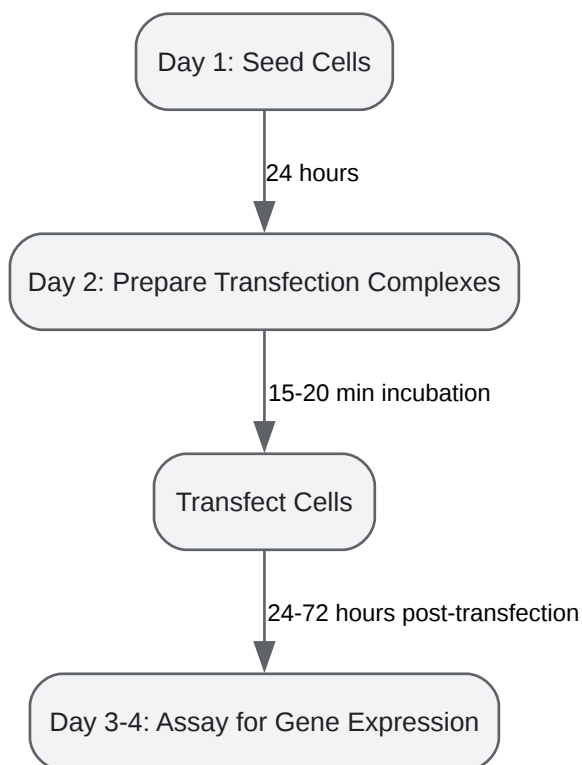 Day 1: Seed Cells
24 hours
Day 2: Prepare Transfection Complexes
15-20 min incubation
Transfect Cells
24-72 hours post-transfection
Day 3-4: Assay for Gene Expression